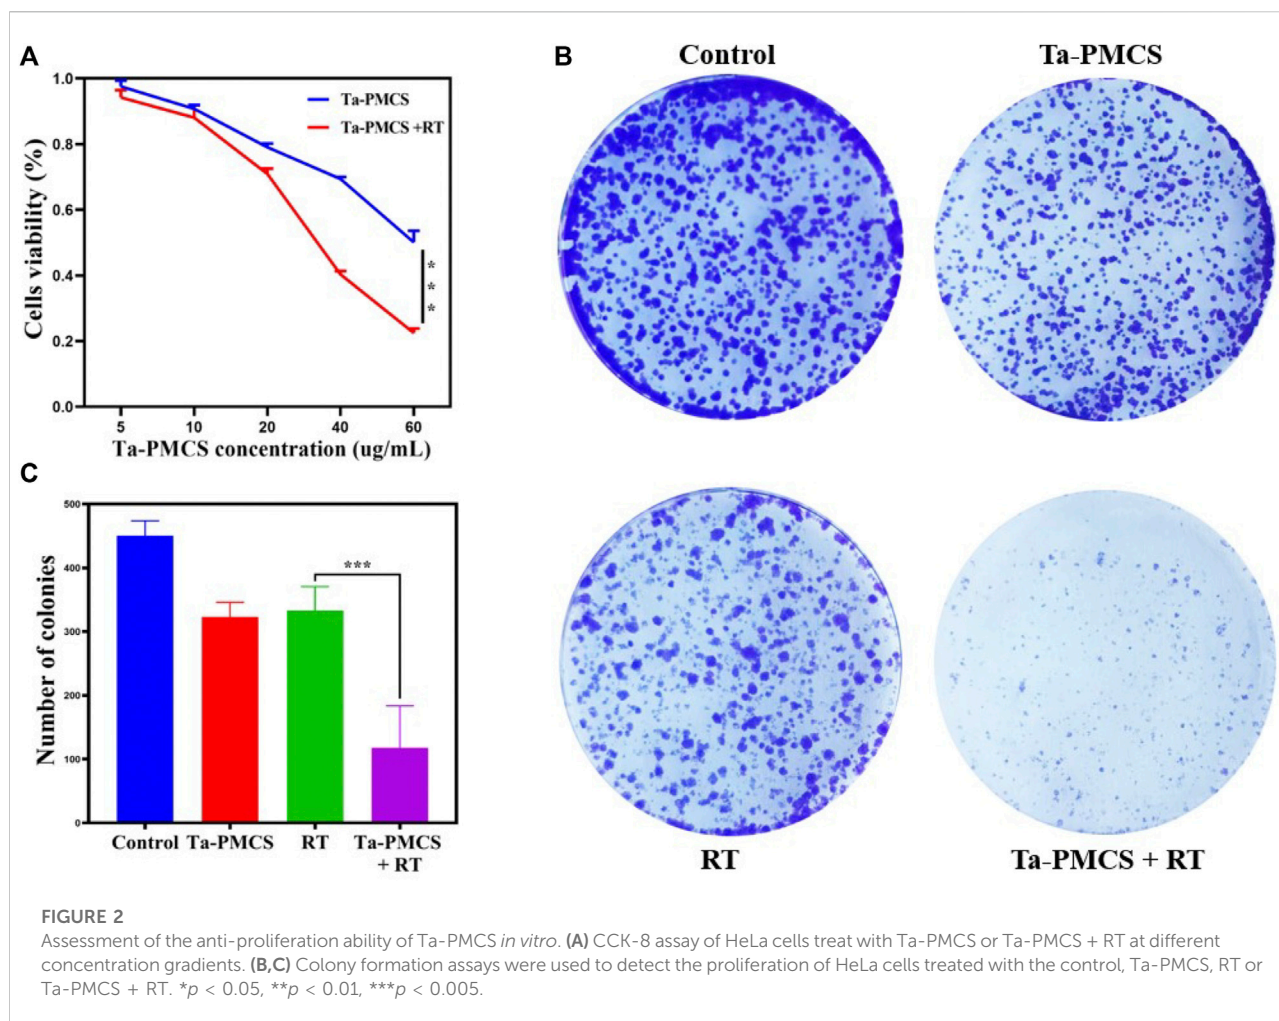 A
1.0
0.8
0.6
0.4
0.2
0.0
Cells viability (%)
Ta-PMCS
Ta-PMCS +RT
***
5 10 20 40 60
Ta-PMCS concentration (ug/mL)
B
Control
Ta-PMCS
RT
Ta-PMCS + RT
C
500
400
300
200
100
0
Number of colonies
***
Control Ta-PMCS RT Ta-PMCS
+ RT
FIGURE 2
Assessment of the anti-proliferation ability of Ta-PMCS in vitro. (A) CCK-8 assay of HeLa cells treat with Ta-PMCS or Ta-PMCS + RT at different
concentration gradients. (B,C) Colony formation assays were used to detect the proliferation of HeLa cells treated with the control, Ta-PMCS, RT or
Ta-PMCS + RT. *p < 0.05, **p < 0.01, ***p < 0.005.